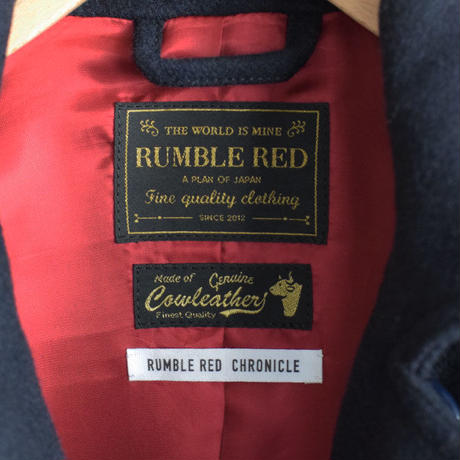 THE WORLD IS MINE
RUMBLE RED
A PLAN OF JAPAN
Fine quality clothing
SINCE 2012
Made of Genuine
Cowleather
Finest Quality
RUMBLE RED CHRONICLE